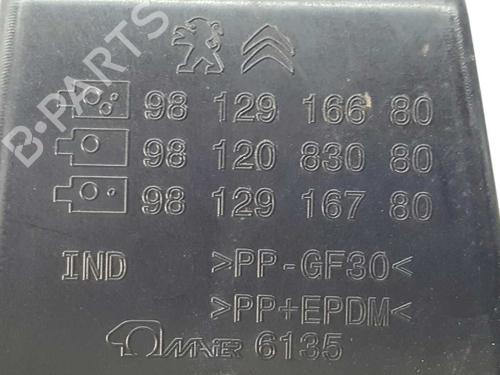 98 129 166 80
98 120 830 80
98 129 167 80
IND >PP-GF30<
>PP+EPDM<
MAIER 6135
B-PARTS